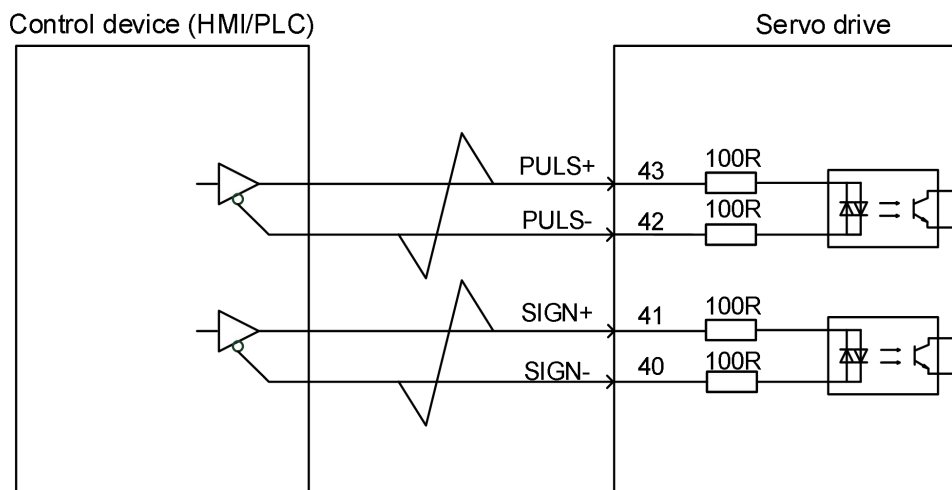 Control device (HMI/PLC)
Servo drive
PULS+ 43 100R
PULS- 42 100R
SIGN+ 41 100R
SIGN- 40 100R